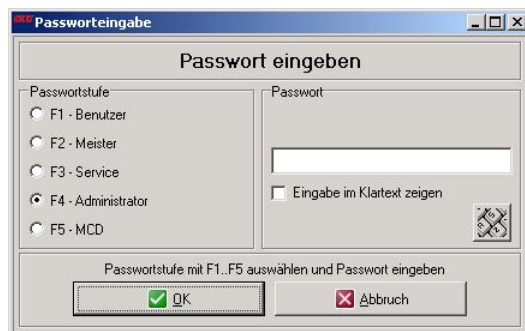 Passworteingabe
Passwort eingeben
Passwortstufe
F1 - Benutzer
F2 - Meister
F3 - Service
F4 - Administrator
F5 - MCD
Passwort
Eingabe im Klartext zeigen
Passwortstufe mit F1..F5 auswählen und Passwort eingeben
OK
Abbruch